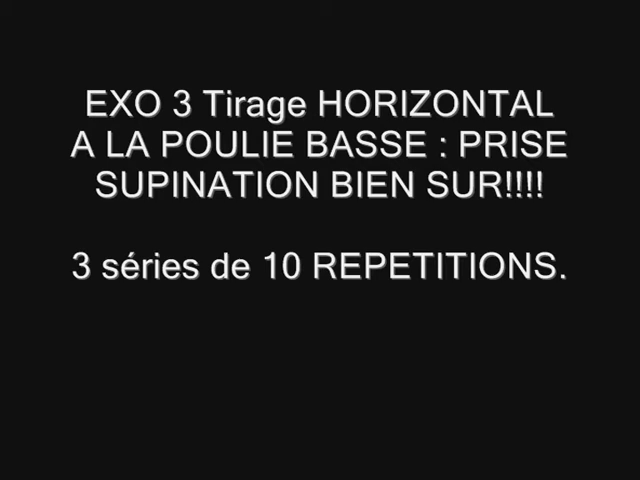 EXO 3 Tirage HORIZONTAL
A LA POULIE BASSE : PRISE
SUPINATION BIEN SUR!!!!
3 séries de 10 REPETITIONS.